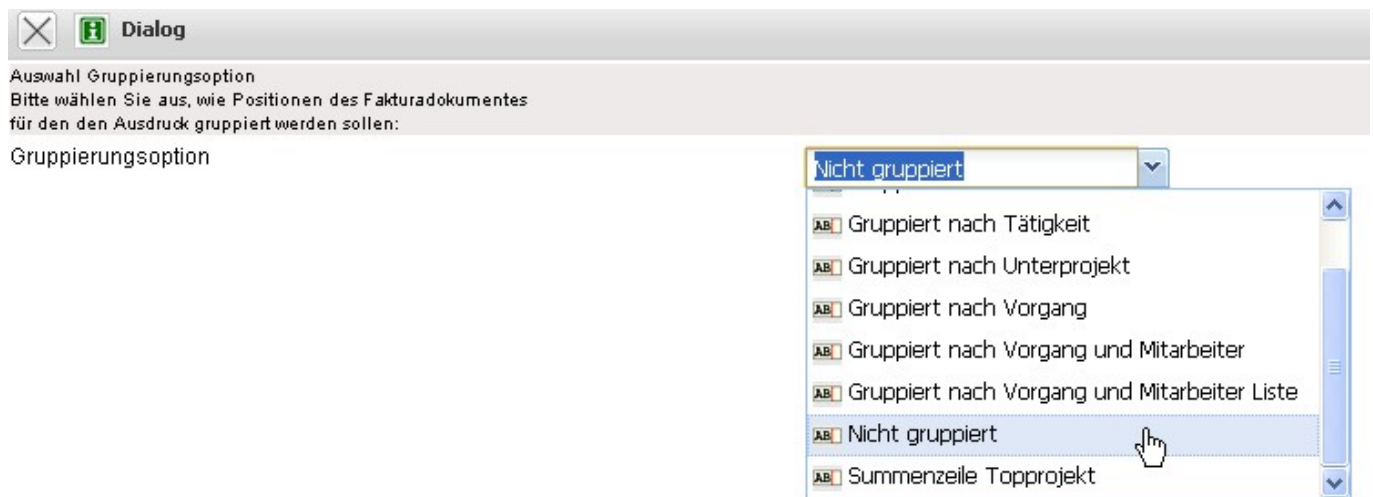 Dialog
Auswahl Gruppierungsoption
Bitte wählen Sie aus, wie Positionen des Fakturadokumentes
für den den Ausdruck gruppiert werden sollen:
Gruppierungsoption
Nicht gruppiert
Gruppiert nach Tätigkeit
Gruppiert nach Unterprojekt
Gruppiert nach Vorgang
Gruppiert nach Vorgang und Mitarbeiter
Gruppiert nach Vorgang und Mitarbeiter Liste
Nicht gruppiert
Summenzeile Topprojekt